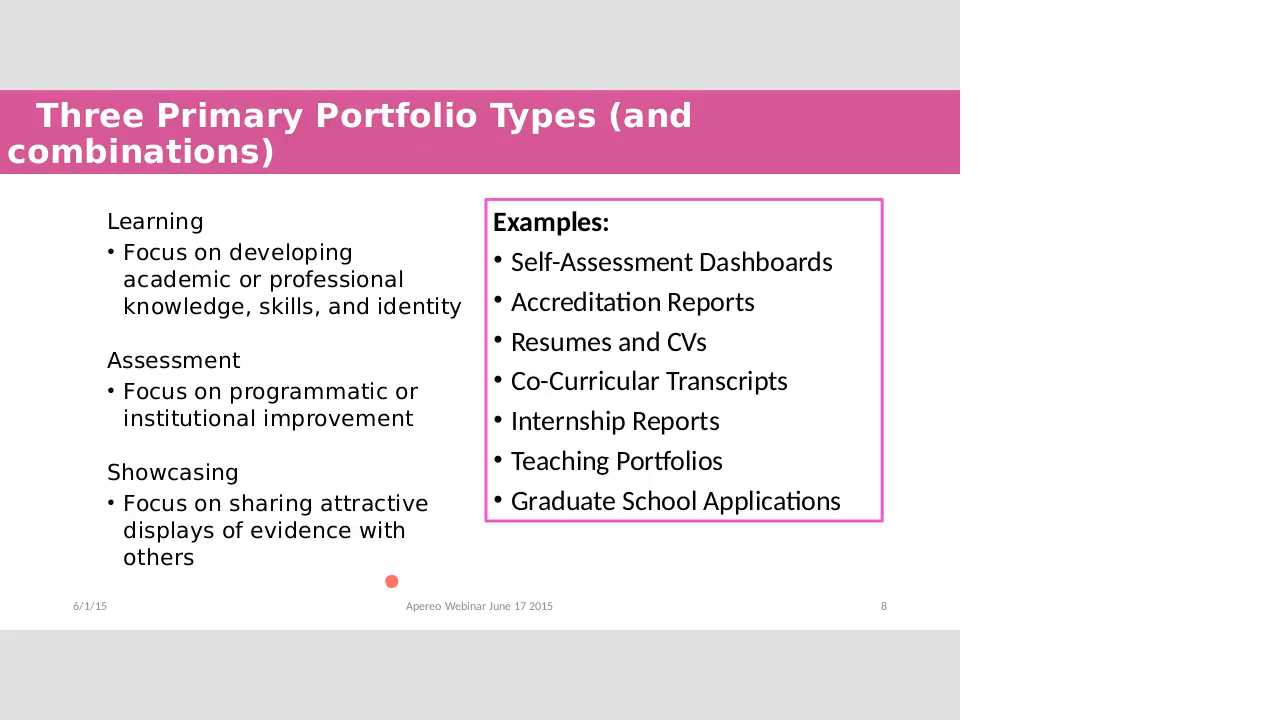 Three Primary Portfolio Types (and
combinations)
Learning
• Focus on developing
academic or professional
knowledge, skills, and identity
Assessment
• Focus on programmatic or
institutional improvement
Showcasing
• Focus on sharing attractive
displays of evidence with
others
Examples:
• Self-Assessment Dashboards
• Accreditation Reports
• Resumes and CVs
• Co-Curricular Transcripts
• Internship Reports
• Teaching Portfolios
• Graduate School Applications
6/1/15
Apereo Webinar June 17 2015
8